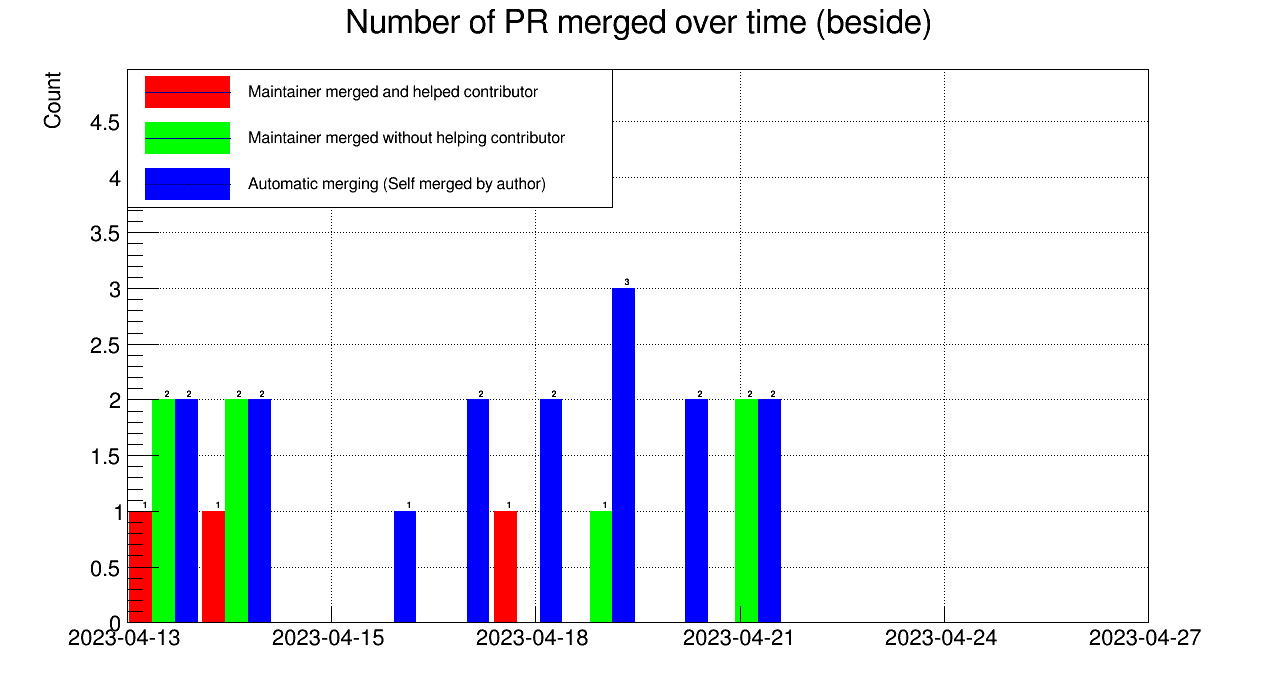 Number of PR merged over time (beside)
Count
Maintainer merged and helped contributor
Maintainer merged without helping contributor
Automatic merging (Self merged by author)
4.5
4
3.5
3
2.5
2
1.5
1
0.5
0
3
2 2 2 2 2 2 2 2 2
1 1 1 1 1
2023-04-13 2023-04-15 2023-04-18 2023-04-21 2023-04-24 2023-04-27